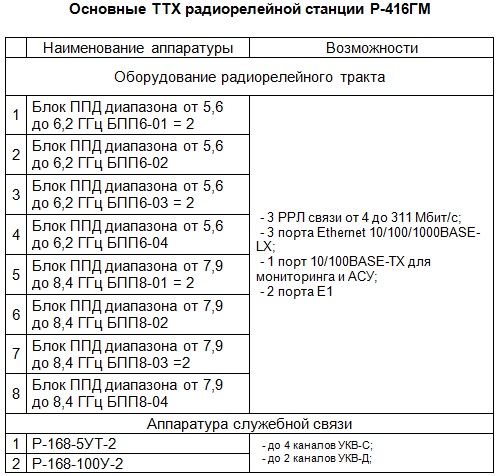 Основные ТТХ радиорелейной станции Р-416ГМ
Наименование аппаратуры
Возможности
Оборудование радиорелейного тракта
1
Блок ППД диапазона от 5,6
до 6,2 ГГц БПП6-01 = 2
2
Блок ППД диапазона от 5,6
до 6,2 ГГц БПП6-02
3
Блок ППД диапазона от 5,6
до 6,2 ГГц БПП6-03 = 2
4
Блок ППД диапазона от 5,6
до 6,2 ГГц БПП6-04
5
Блок ППД диапазона от 7,9
до 8,4 ГГц БПП8-01 = 2
6
Блок ППД диапазона от 7,9
до 8,4 ГГц БПП8-02
7
Блок ППД диапазона от 7,9
до 8,4 ГГц БПП8-03 =2
8
Блок ППД диапазона от 7,9
до 8,4 ГГц БПП8-04
- 3 РРЛ связи от 4 до 311 Мбит/с;
- 3 порта Ethernet 10/100/1000BASE-
LX;
- 1 порт 10/100BASE-TX для
мониторинга и АСУ;
- 2 порта Е1
Аппаратура служебной связи
1
Р-168-5УТ-2
2
Р-168-100У-2
- до 4 каналов УКВ-С;
- до 2 каналов УКВ-Д;